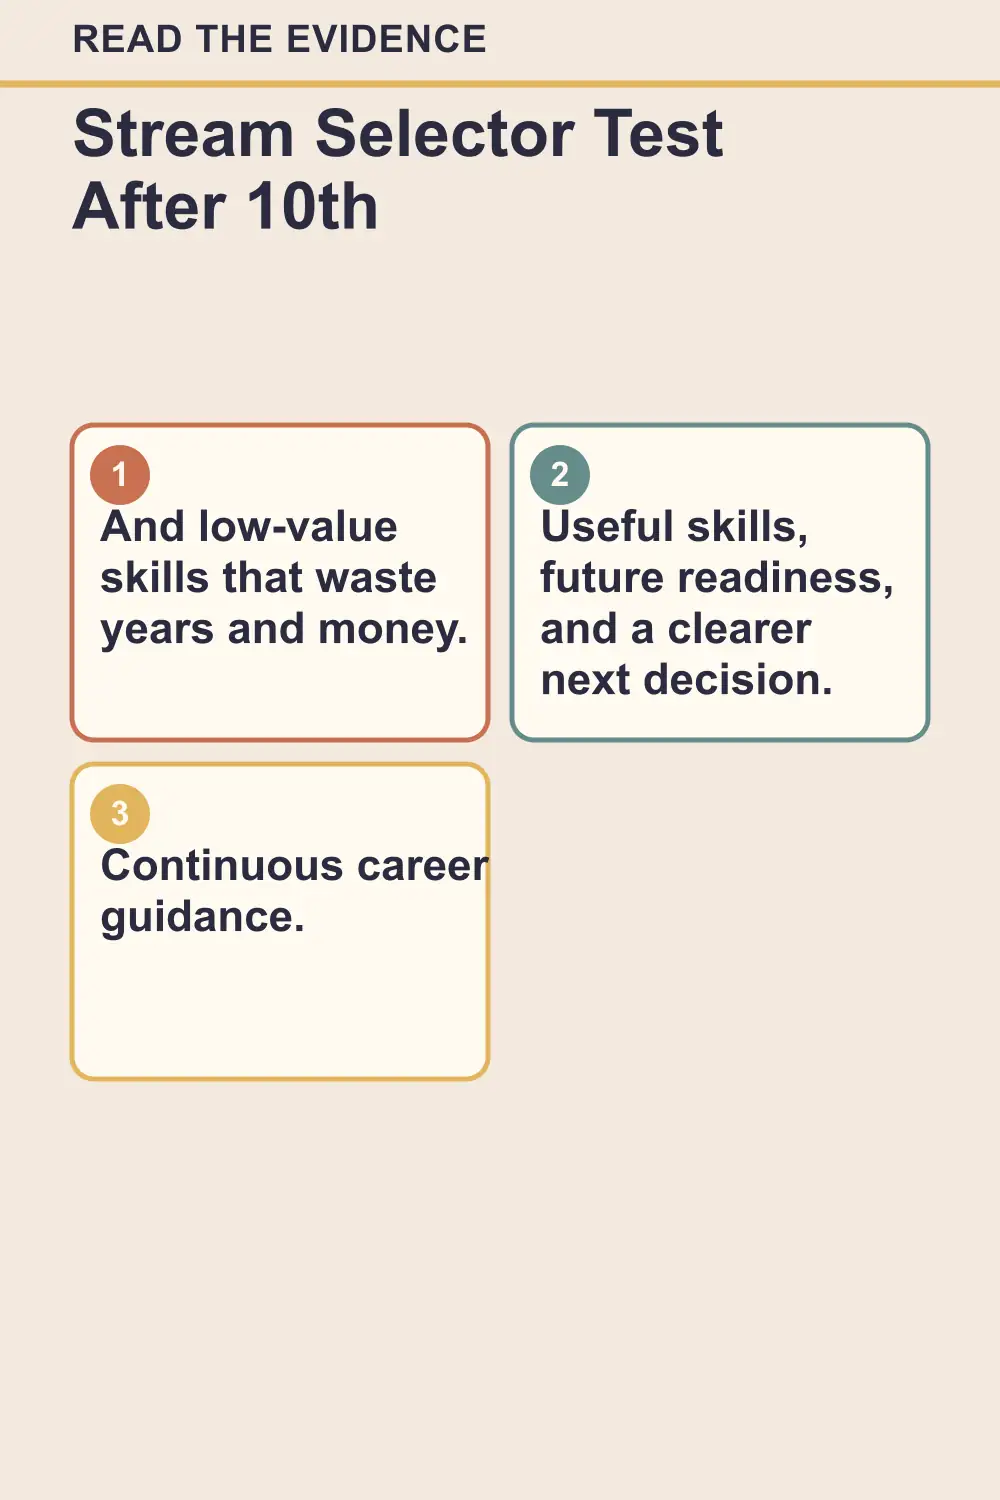 READ THE EVIDENCE
Stream Selector Test
After 10th
1
And low-value
skills that waste
years and money.
2
Useful skills,
future readiness,
and a clearer
next decision.
3
Continuous career
guidance.